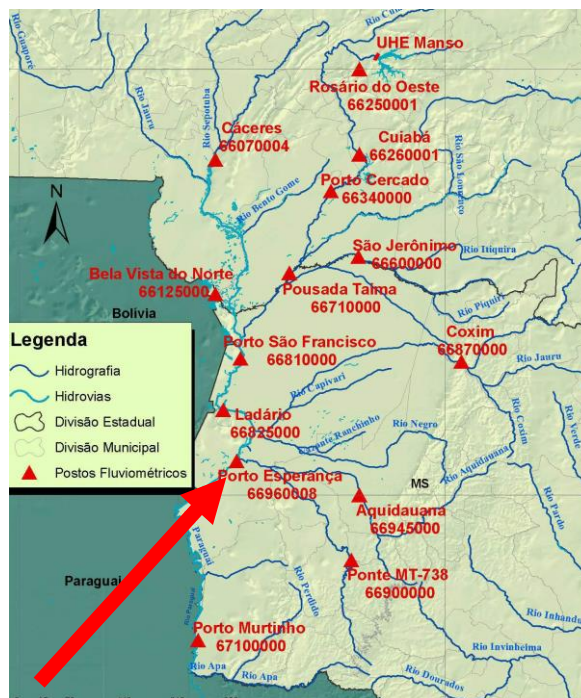 Rio Guaporé
Rio Jauru
Rio Sepotuba
UHE Manso
Rosário do Oeste
66250001
Cáceres
66070004
Cuiabá
66260001
Rio São Lourenço
Porto Cercado
66340000
Rio Bento Gome
N
São Jerônimo
66600000
Rio Itiquira
Bela Vista do Norte
66125000
Pousada Taima
66710000
Rio Piquiri
Bolívia
Legenda
Hidrografia
Hidrovias
Divisão Estadual
Divisão Municipal
Postos Fluviométricos
Porto São Francisco
66810000
Coxim
66870000
Rio Jauru
Rio Capivari
Ladário
66825000
Rio Negro
Rio Coxim
Rio Verde
Rio Aquidauana
Porto Esperança
66960008
MS
Aquidauana
66945000
Rio Pardo
Paraguai
Ponte MT-738
66900000
Paraguai
Rio Perdido
Rio Paraguai
Rio Inhandu
Porto Murtinho
67100000
Rio Invinheima
Rio Apa
Rio Apa
Rio Dourados